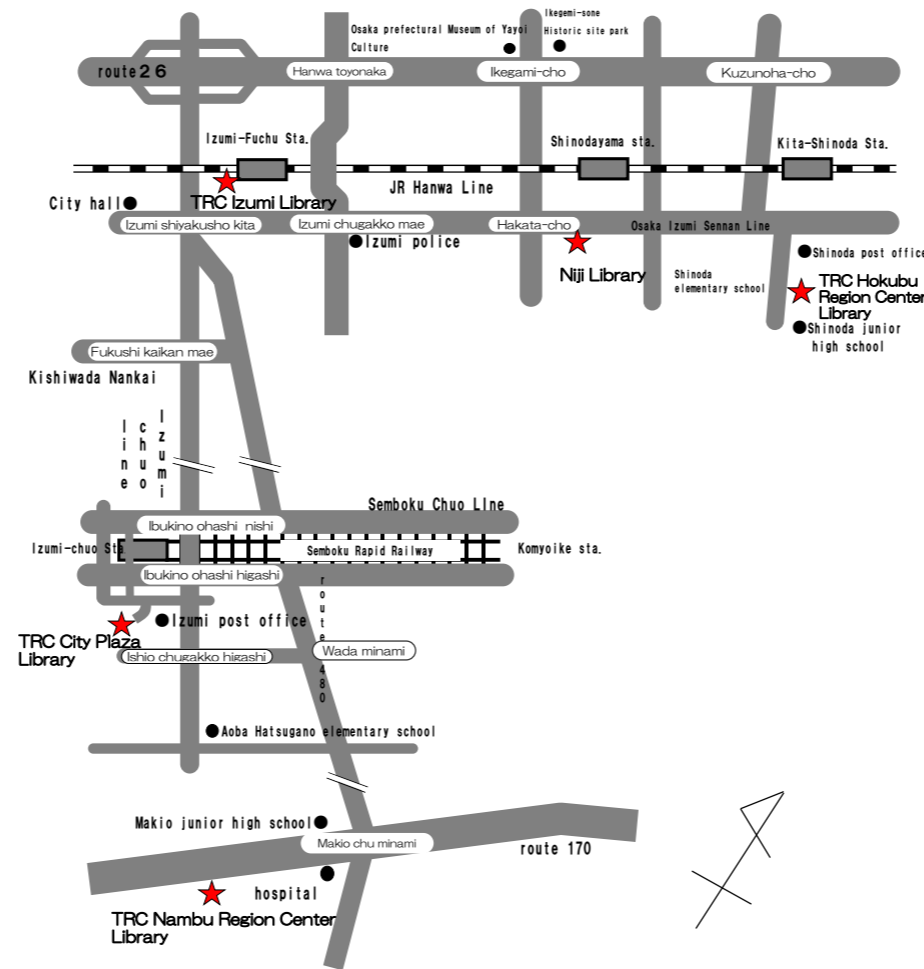 Ikegemi-sone
Osaka prefectural Museum of Yayoi
Historic site park
Culture
route２６
Hanwa toyonaka
Ikegami-cho
Kuzunoha-cho
Izumi-Fuchu Sta.
Shinodayama sta.
Kita-Shinoda Sta.
JR Hanwa Line
TRC Izumi Library
City hall
Izumi shiyakusho kita
Izumi chugakko mae
Hakata-cho
Osaka Izumi Sennan Line
Izumi police
Shinoda post office
Niji Library
Shinoda
elementary school
TRC Hokubu
Region Center
Library
Shinoda junior
high school
Fukushi kaikan mae
Kishiwada Nankai
Izumi
chuo
line
Semboku Chuo LIne
Ibukino ohashi nishi
Izumi-chuo Sta
Semboku Rapid Railway
Komyoike sta.
Ibukino ohashi higashi
route 480
Izumi post office
TRC City Plaza
Library
Ishio chugakko higashi
Wada minami
Aoba Hatsugano elementary school
Makio junior high school
Makio chu minami
route 170
hospital
TRC Nambu Region Center
Library